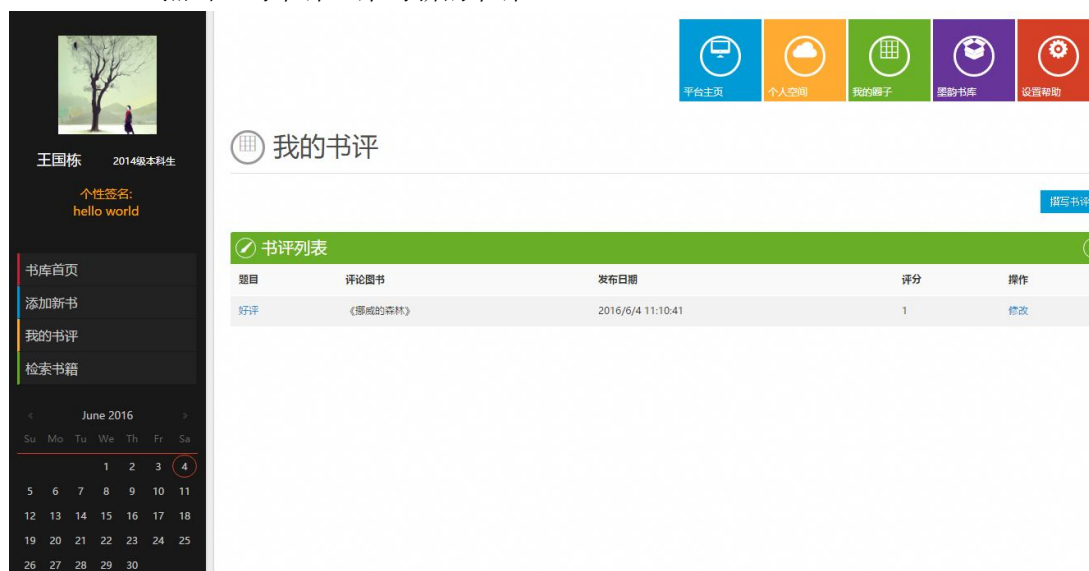 平台主页
个人空间
我的圈子
墨韵书库
设置帮助
王国栋 2014级本科生
个性签名:
hello world
书库首页
添加新书
我的书评
检索书籍
June 2016
Su Mo Tu We Th Fr Sa
1 2 3 4
5 6 7 8 9 10 11
12 13 14 15 16 17 18
19 20 21 22 23 24 25
26 27 28 29 30
我的书评
撰写书评
书评列表
题目 评论图书 发布日期 评分 操作
好评 《挪威的森林》 2016/6/4 11:10:41 1 修改